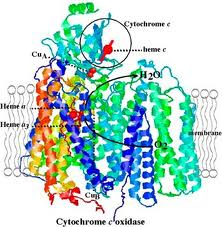 Cytochrome c
CuA
heme c
H2O
Heme a
Heme a3
membrane
O2
CuB
Cytochrome c oxidase